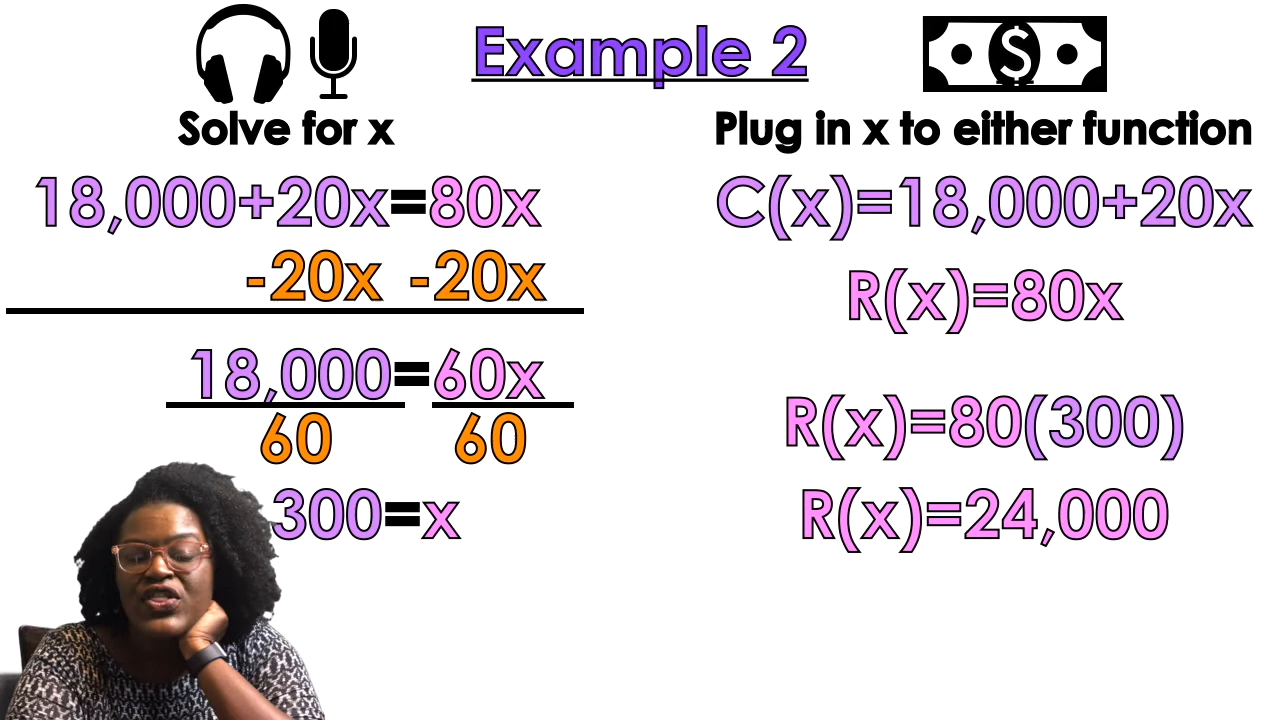 Example 2
$
Solve for x
18,000+20x=80x
-20x -20x
18,000=60x
60 60
300=x
Plug in x to either function
C(x)=18,000+20x
R(x)=80x
R(x)=80(300)
R(x)=24,000